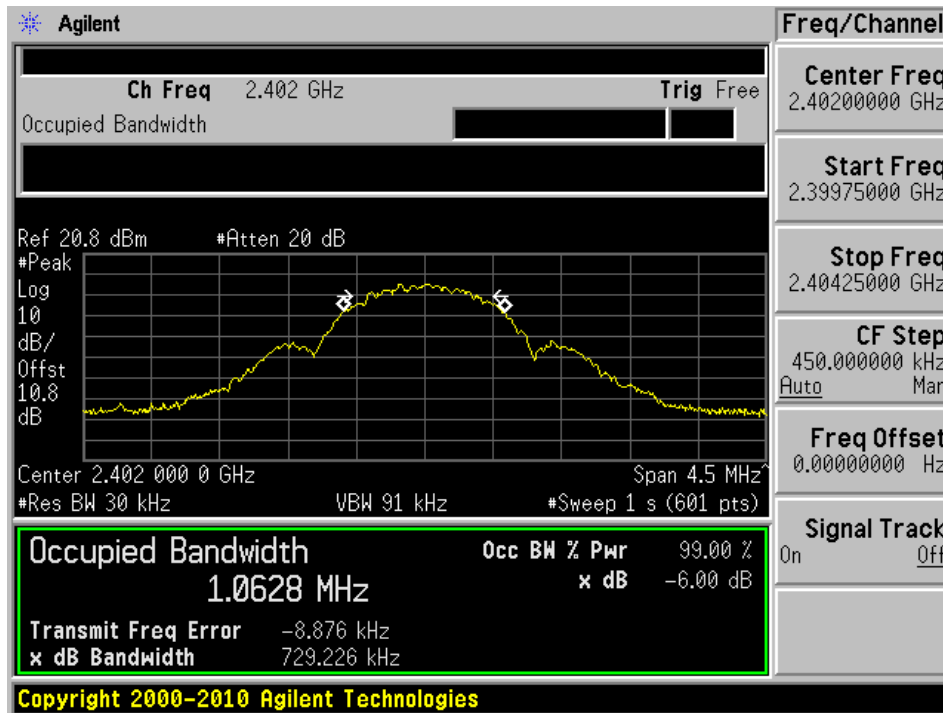 Agilent
Freq/Channel
Ch Freq 2.402 GHz Trig Free
Occupied Bandwidth
Center Freq
2.40200000 GHz
Start Freq
2.39975000 GHz
Stop Freq
2.40425000 GHz
CF Step
450.000000 kHz
Auto Man
Freq Offset
0.00000000 Hz
Signal Track
On Off
Ref 20.8 dBm #Atten 20 dB
#Peak
Log
10
dB/
Offst
10.8
dB
Center 2.402 000 0 GHz Span 4.5 MHz^
#Res BW 30 kHz VBW 91 kHz #Sweep 1 s (601 pts)
Occupied Bandwidth Occ BW % Pwr 99.00 %
1.0628 MHz x dB -6.00 dB
Transmit Freq Error -8.876 kHz
x dB Bandwidth 729.226 kHz
Copyright 2000-2010 Agilent Technologies